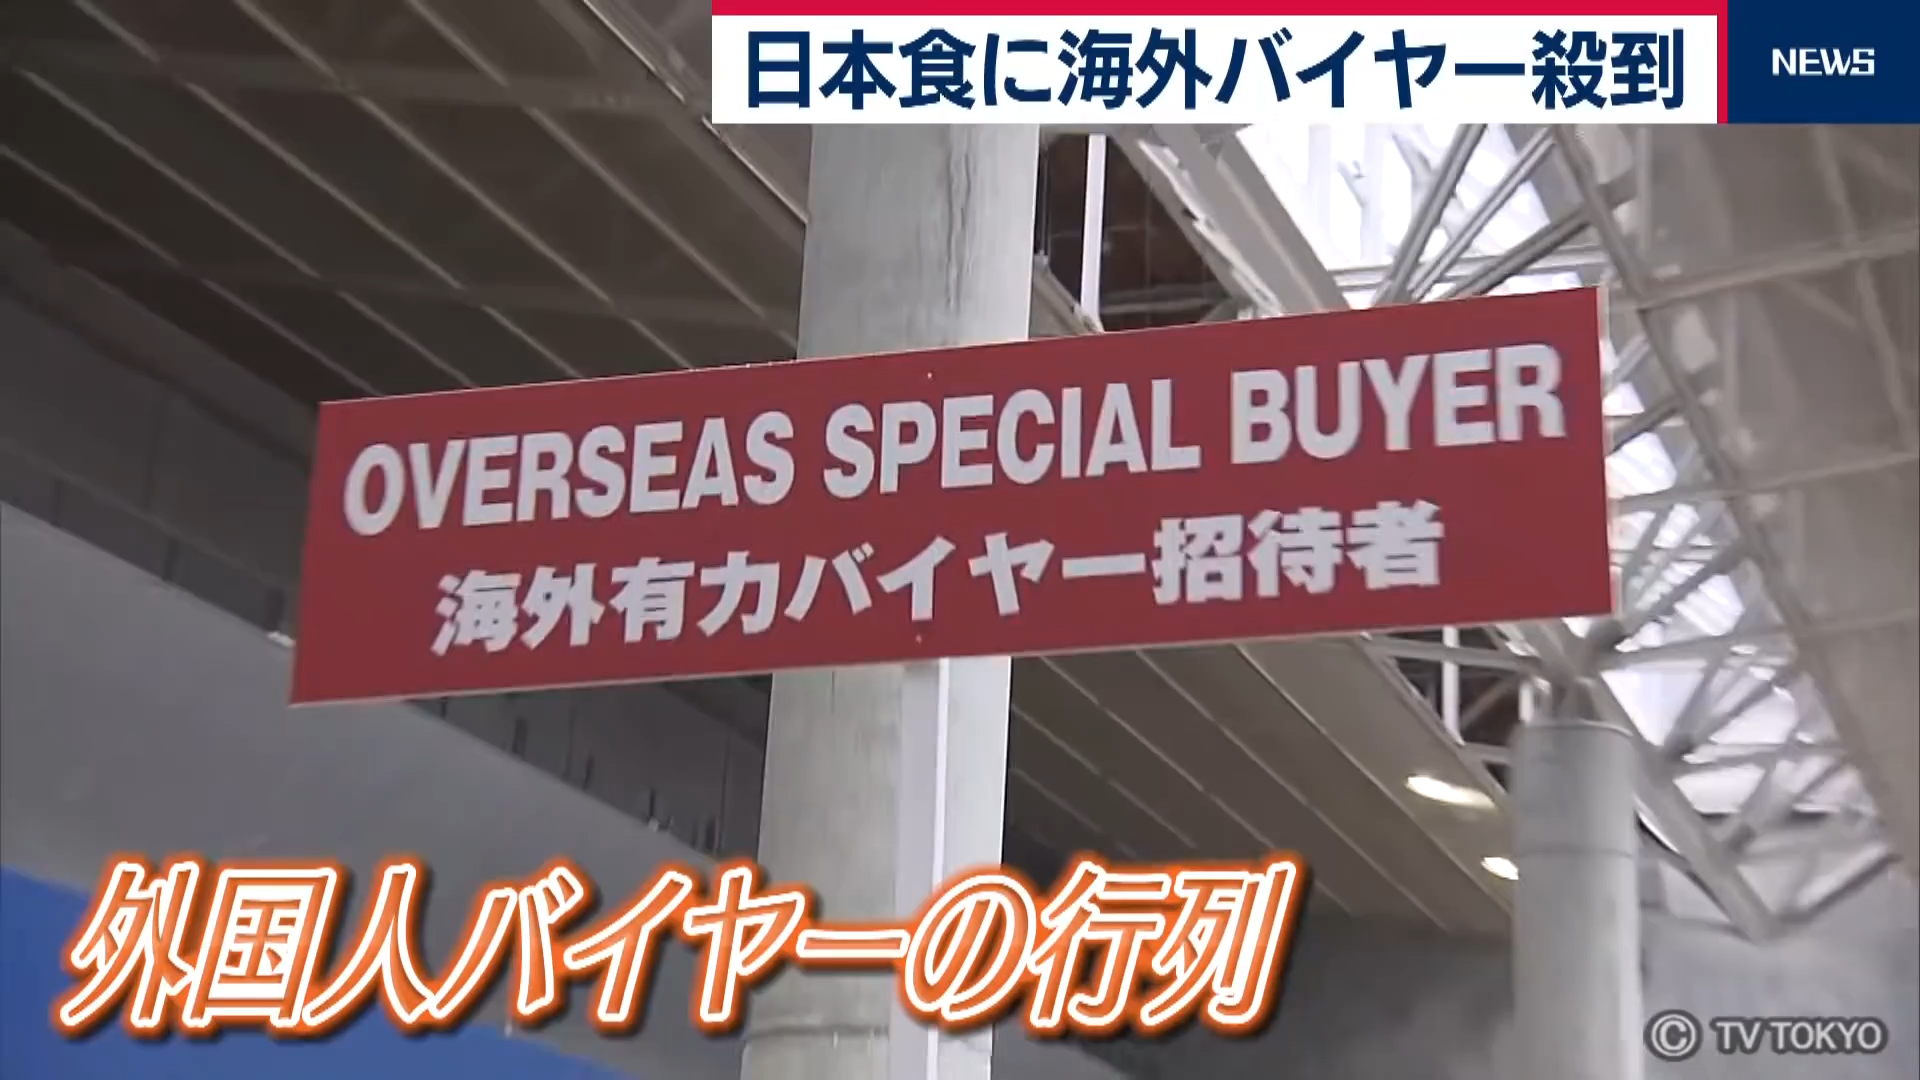 日本食に海外バイヤー殺到
NEWS
OVERSEAS SPECIAL BUYER
海外有力バイヤー招待者
外国人バイヤーの行列
© TV TOKYO